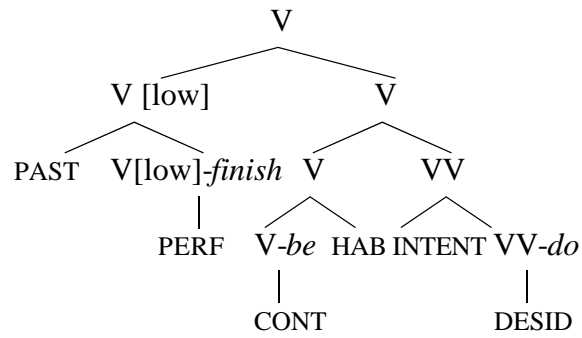 V
V [low] V
PAST V[low]-finish V VV
PERF V-be HAB INTENT VV-do
CONT DESID